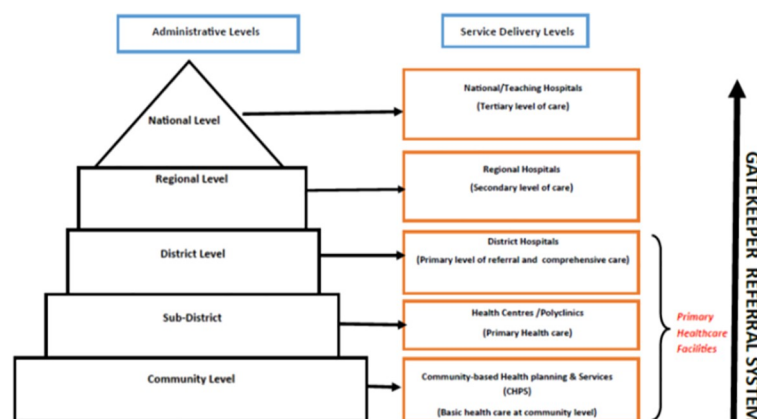 Administrative Levels
Service Delivery Levels
National Level
National/Teaching Hospitals
(Tertiary level of care)
Regional Level
Regional Hospitals
(Secondary level of care)
District Level
District Hospitals
(Primary level of referral and comprehensive care)
Sub-District
Health Centres /Polyclinics
(Primary Health care)
Community Level
Community-based Health planning & Services
(CHPS)
(Basic health care at community level)
Primary
Healthcare
Facilities
GATEKEEPER REFERRAL SYSTEM